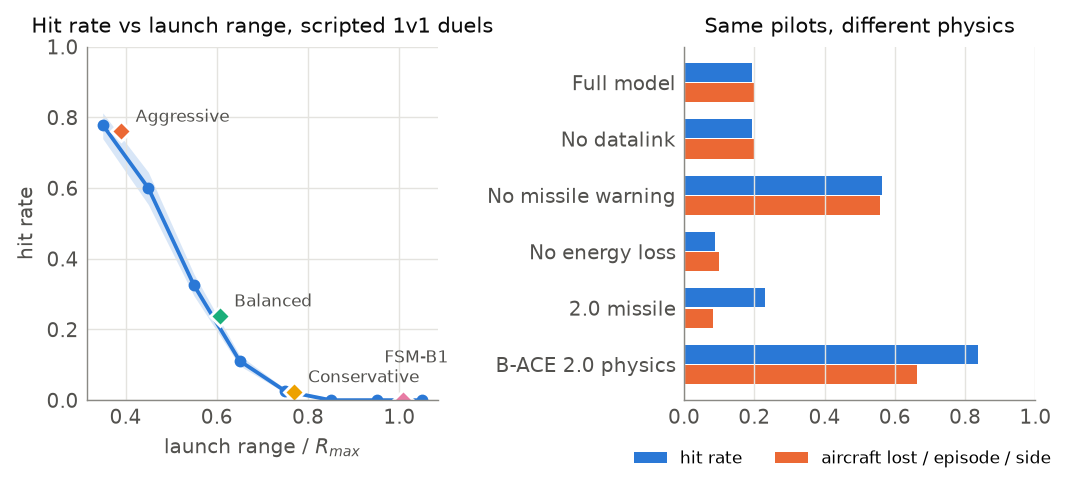 Hit rate vs launch range, scripted 1v1 duels
1.0
0.8
0.6
0.4
0.2
0.0
hit rate
Aggressive
Balanced
FSM-B1
Conservative
0.4
0.6
0.8
1.0
launch range / Rmax
Same pilots, different physics
Full model
No datalink
No missile warning
No energy loss
2.0 missile
B-ACE 2.0 physics
0.0
0.2
0.4
0.6
0.8
1.0
hit rate
aircraft lost / episode / side